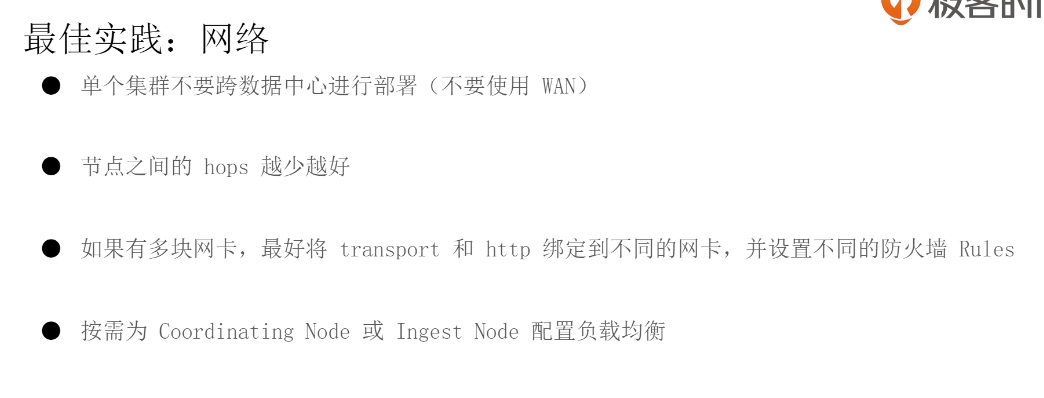 极客时
最佳实践：网络
● 单个集群不要跨数据中心进行部署（不要使用 WAN）
● 节点之间的 hops 越少越好
● 如果有多块网卡，最好将 transport 和 http 绑定到不同的网卡，并设置不同的防火墙 Rules
● 按需为 Coordinating Node 或 Ingest Node 配置负载均衡